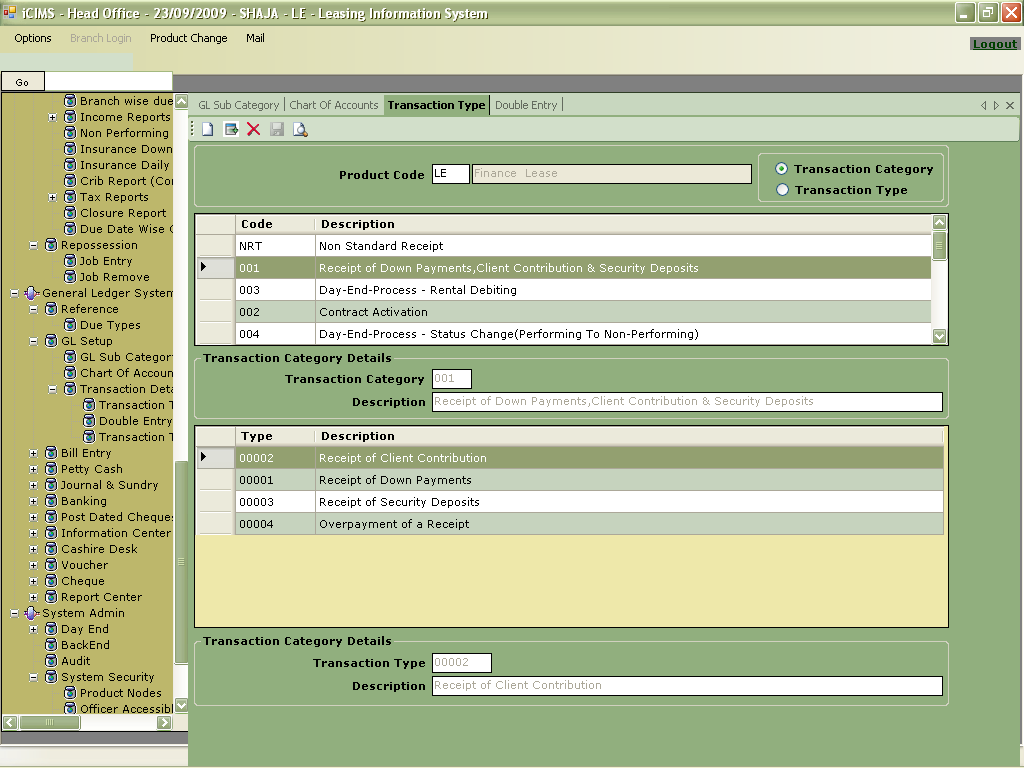 iCIMS - Head Office - 23/09/2009 - SHAJA - LE - Leasing Information System
Options Branch Login Product Change Mail
Logout
Go
Branch wise due
Income Reports
Non Performing
Insurance Down
Insurance Daily
Crib Report (Co
Tax Reports
Closure Report
Due Date Wise
Repossession
Job Entry
Job Remove
General Ledger System
Reference
Due Types
GL Setup
GL Sub Categor
Chart Of Accoun
Transaction Deta
Transaction T
Double Entry
Transaction T
Bill Entry
Petty Cash
Journal & Sundry
Banking
Post Dated Cheques
Information Center
Cashire Desk
Voucher
Cheque
Report Center
System Admin
Day End
BackEnd
Audit
System Security
Product Nodes
Officer Accessibl
GL Sub Category Chart Of Accounts Transaction Type Double Entry
Product Code LE Finance Lease
Transaction Category
Transaction Type
Code Description
NRT Non Standard Receipt
001 Receipt of Down Payments,Client Contribution & Security Deposits
003 Day-End-Process - Rental Debiting
002 Contract Activation
004 Day-End-Process - Status Change(Performing To Non-Performing)
Transaction Category Details
Transaction Category 001
Description Receipt of Down Payments,Client Contribution & Security Deposits
Type Description
00002 Receipt of Client Contribution
00001 Receipt of Down Payments
00003 Receipt of Security Deposits
00004 Overpayment of a Receipt
Transaction Category Details
Transaction Type 00002
Description Receipt of Client Contribution